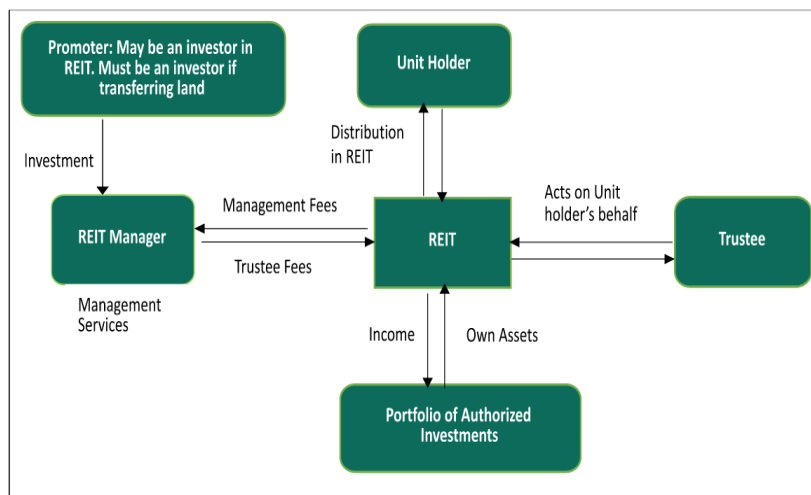 Promoter: May be an investor in
REIT. Must be an investor if
transferring land
Unit Holder
Investment
Distribution
in REIT
REIT Manager
Management Fees
Trustee Fees
REIT
Acts on Unit
holder's behalf
Trustee
Management
Services
Income
Own Assets
Portfolio of Authorized
Investments